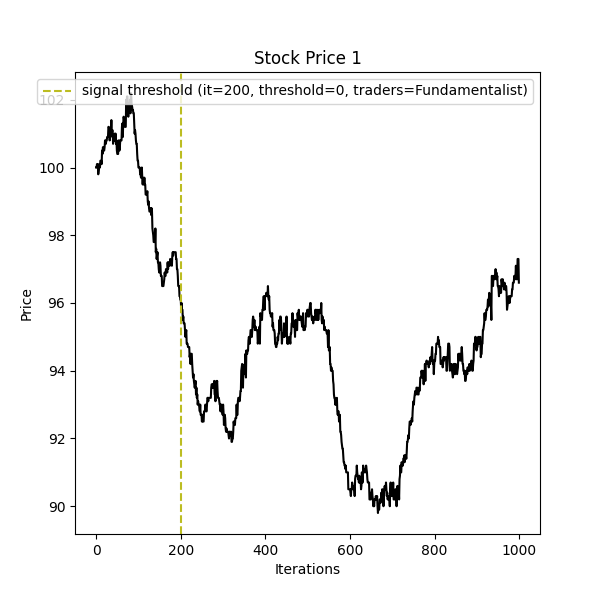 Stock Price 1
signal threshold (it=200, threshold=0, traders=Fundamentalist)
102
100
98
96
94
92
90
Price
0 200 400 600 800 1000
Iterations